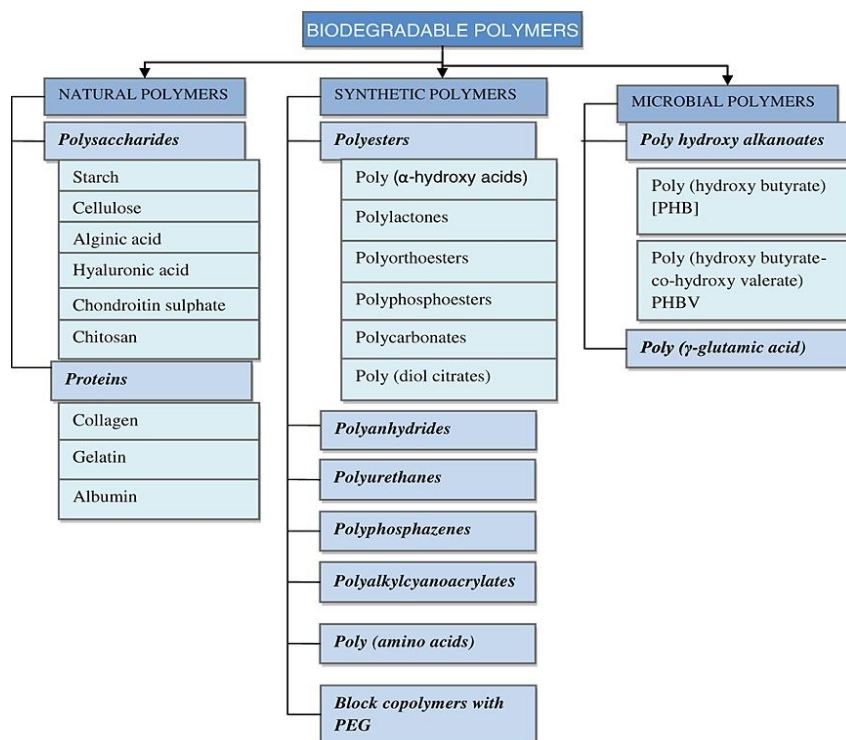 BIODEGRADABLE POLYMERS
NATURAL POLYMERS
Polysaccharides
Starch
Cellulose
Alginic acid
Hyaluronic acid
Chondroitin sulphate
Chitosan
Proteins
Collagen
Gelatin
Albumin
SYNTHETIC POLYMERS
Polyesters
Poly (α-hydroxy acids)
Polylactones
Polyorthoesters
Polyphosphoesters
Polycarbonates
Poly (diol citrates)
Polyanhydrides
Polyurethanes
Polyphosphazenes
Polyalkylcyanoacrylates
Poly (amino acids)
Block copolymers with
PEG
MICROBIAL POLYMERS
Poly hydroxy alkanoates
Poly (hydroxy butyrate)
[PHB]
Poly (hydroxy butyrate-
co-hydroxy valerate)
PHBV
Poly (γ-glutamic acid)